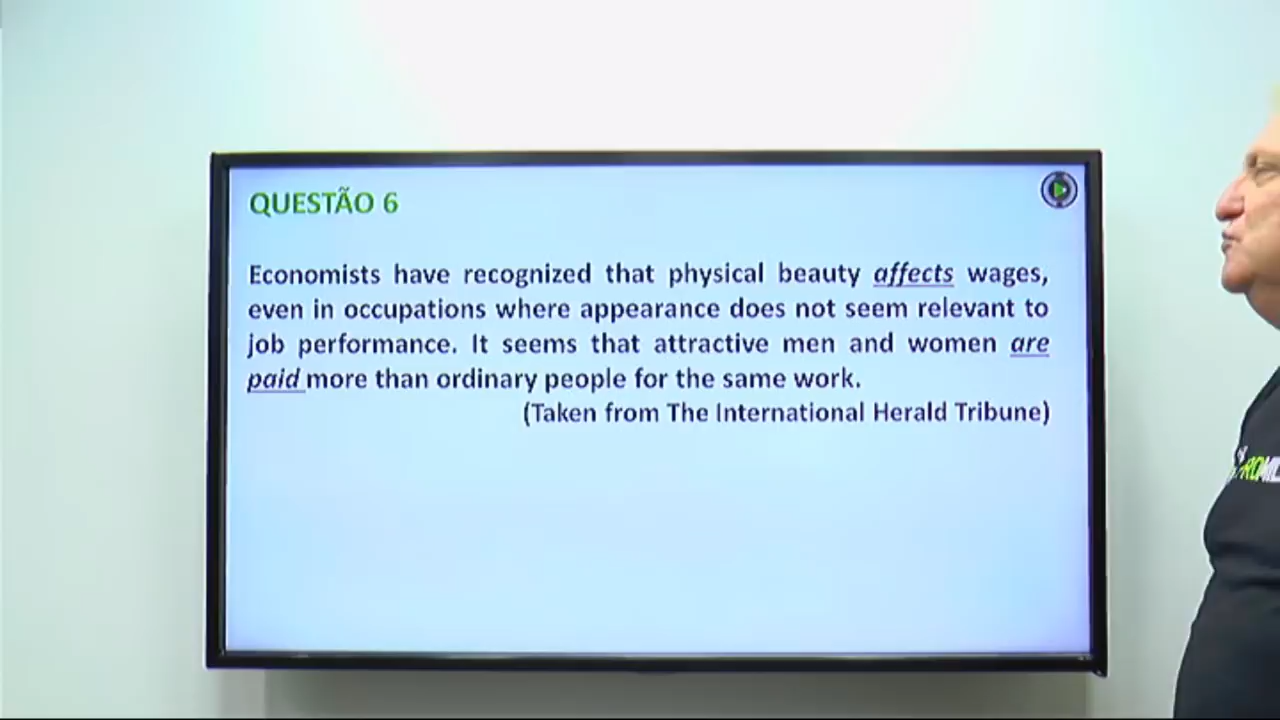 QUESTÃO 6
Economists have recognized that physical beauty affects wages,
even in occupations where appearance does not seem relevant to
job performance. It seems that attractive men and women are
paid more than ordinary people for the same work.
(Taken from The International Herald Tribune)